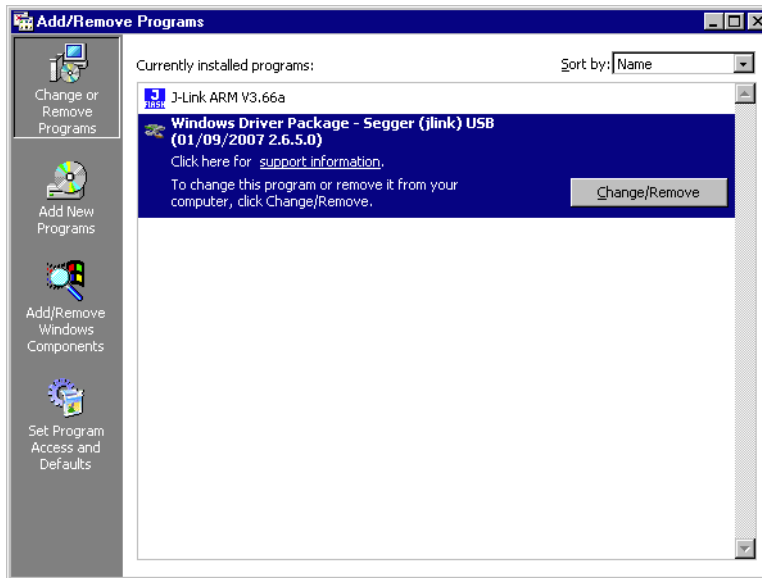 Add/Remove Programs
Change or
Remove
Programs
Add New
Programs
Add/Remove
Windows
Components
Set Program
Access and
Defaults
Currently installed programs:
Sort by: Name
J FLASH J-Link ARM V3.66a
Windows Driver Package - Segger (jlink) USB
(01/09/2007 2.6.5.0)
Click here for support information.
To change this program or remove it from your
computer, click Change/Remove.
Change/Remove